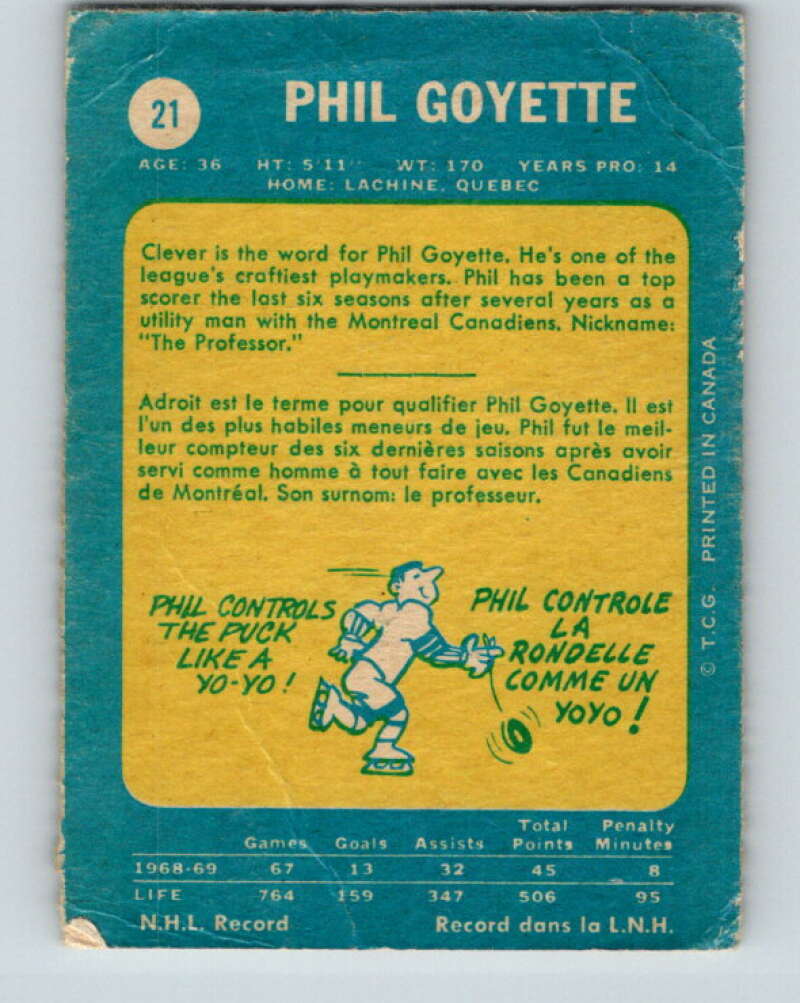 21
PHIL GOYETTE
AGE: 36 HT: 5'11" WT: 170 YEARS PRO: 14
HOME: LACHINE, QUEBEC
Clever is the word for Phil Goyette. He's one of the
league's craftiest playmakers. Phil has been a top
scorer the last six seasons after several years as a
utility man with the Montreal Canadiens. Nickname:
"The Professor."
Adroit est le terme pour qualifier Phil Goyette. Il est
l'un des plus habiles meneurs de jeu. Phil fut le meil-
leur compteur des six dernières saisons après avoir
servi comme homme à tout faire avec les Canadiens
de Montréal. Son surnom: le professeur.
PHIL CONTROLS
THE PUCK
LIKE A
YO-YO!
PHIL CONTROLE
LA
RONDELLE
COMME UN
YOYO!
© T.C.G. PRINTED IN CANADA
Total Penalty
Games Goals Assists Points Minutes
1968-69 67 13 32 45 8
LIFE 764 159 347 506 95
N.H.L. Record Record dans la L.N.H.